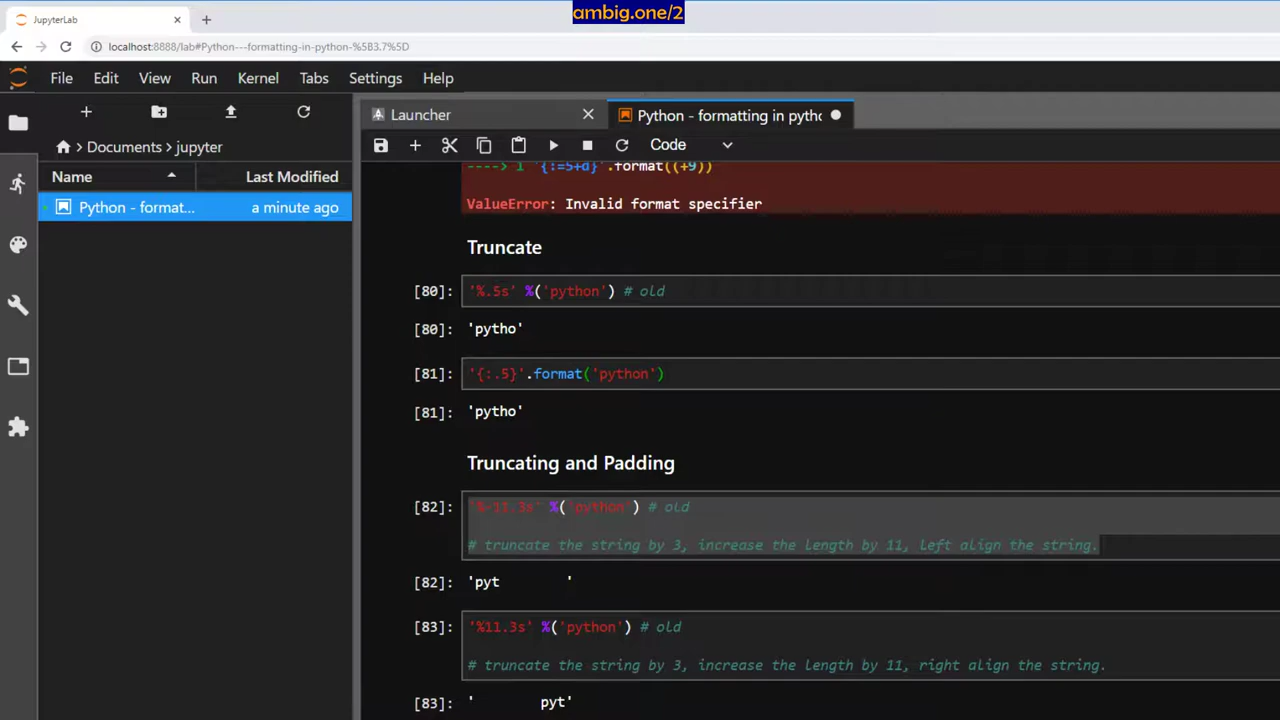 ambig.one/2
JupyterLab
localhost:8888/lab#Python---formatting-in-python-%5B3.7%5D
File Edit View Run Kernel Tabs Settings Help
Launcher
Python - formatting in pytho
Documents jupyter
Code
Name Last Modified
Python - format... a minute ago
----> 1 '{:=5+d}'.format((+9))
ValueError: Invalid format specifier
Truncate
[80]: '%.5s' %('python') # old
[80]: 'pytho'
[81]: '{:.5}'.format('python')
[81]: 'pytho'
Truncating and Padding
[82]: '%-11.3s' %('python') # old
# truncate the string by 3, increase the length by 11, left align the string.
[82]: 'pyt        '
[83]: '%11.3s' %('python') # old
# truncate the string by 3, increase the length by 11, right align the string.
[83]: '        pyt'